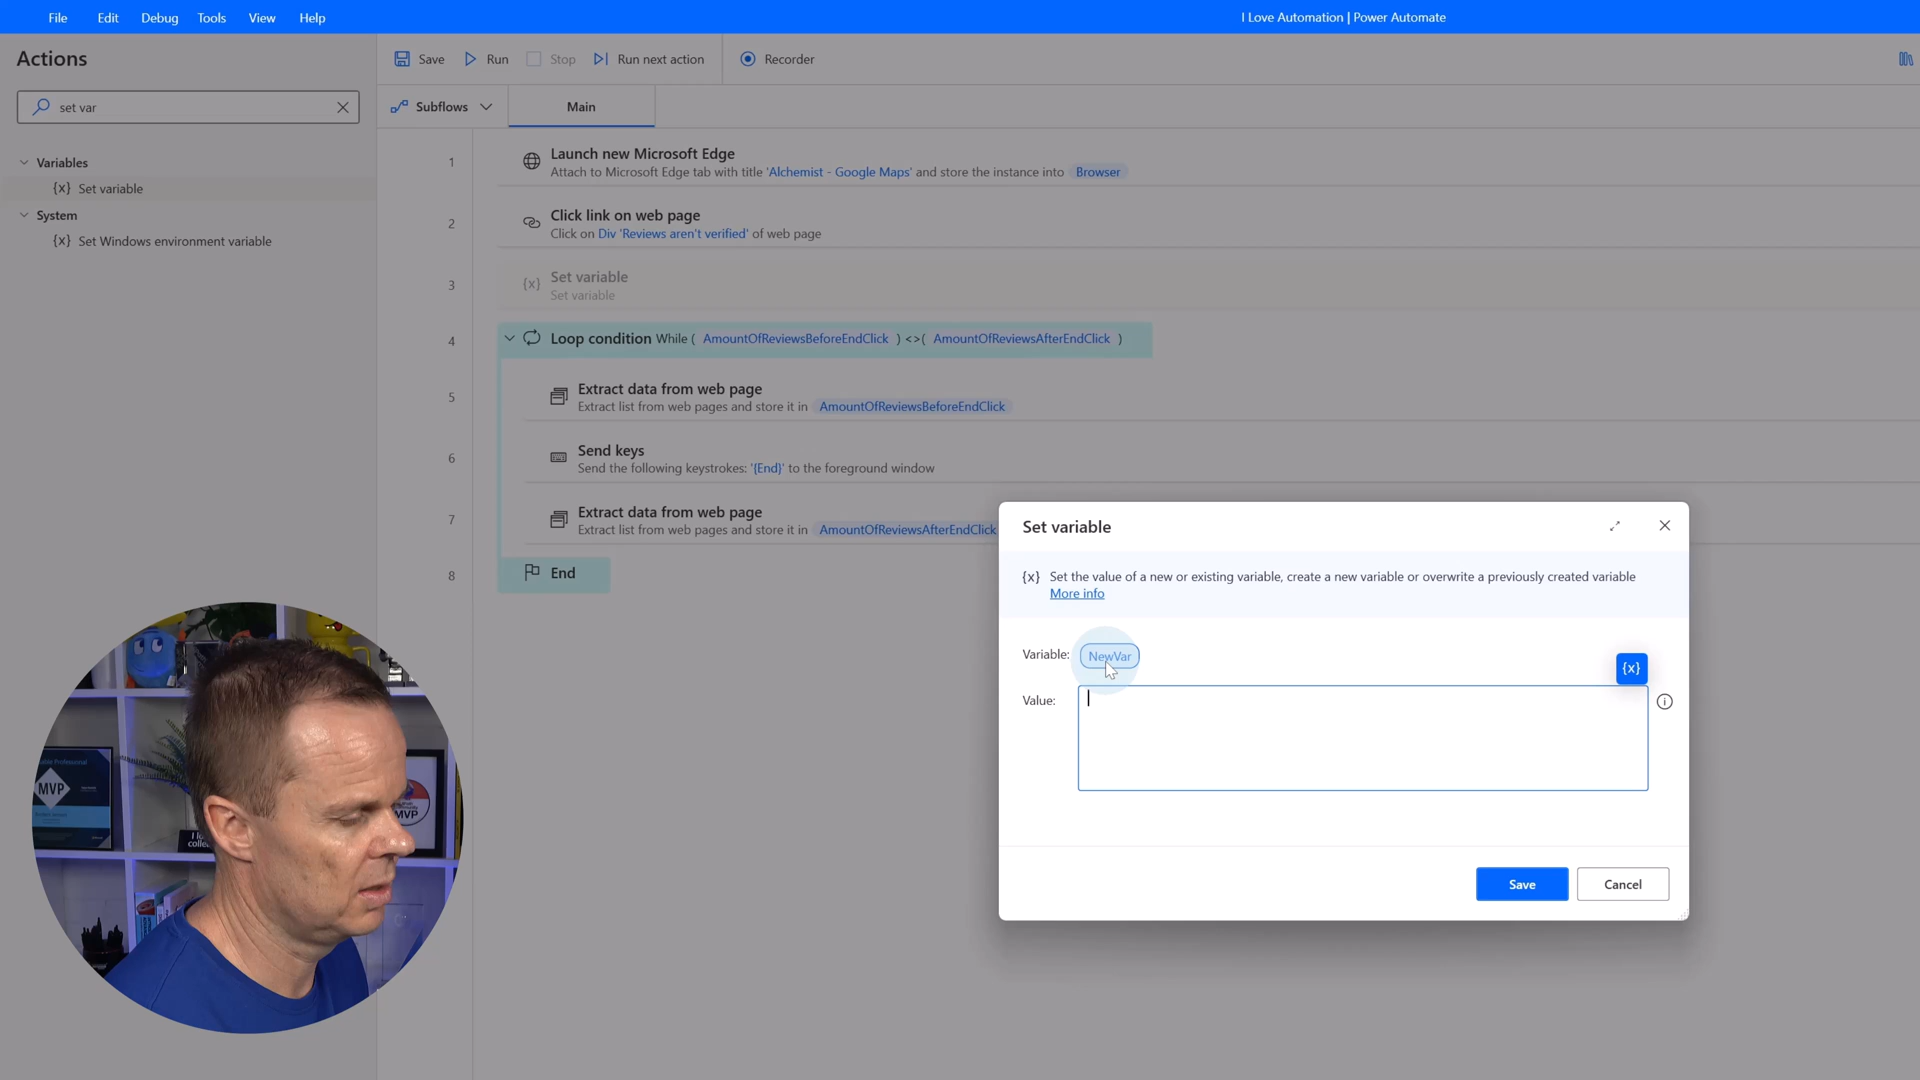 File Edit Debug Tools View Help
I Love Automation | Power Automate
Actions
Save Run Stop Run next action Recorder
set var
Subflows
Main
Variables
{x} Set variable
System
{x} Set Windows environment variable
1
Launch new Microsoft Edge
Attach to Microsoft Edge tab with title 'Alchemist - Google Maps' and store the instance into Browser
2
Click link on web page
Click on Div 'Reviews aren't verified' of web page
3
{x} Set variable
Set variable
4
Loop condition While ( AmountOfReviewsBeforeEndClick ) <>( AmountOfReviewsAfterEndClick )
5
Extract data from web page
Extract list from web pages and store it in AmountOfReviewsBeforeEndClick
6
Send keys
Send the following keystrokes: '{End}' to the foreground window
7
Extract data from web page
Extract list from web pages and store it in AmountOfReviewsAfterEndClick
8
End
Set variable
{x} Set the value of a new or existing variable, create a new variable or overwrite a previously created variable
More info
Variable: NewVar
{x}
Value:
Save Cancel
MVP
MVP